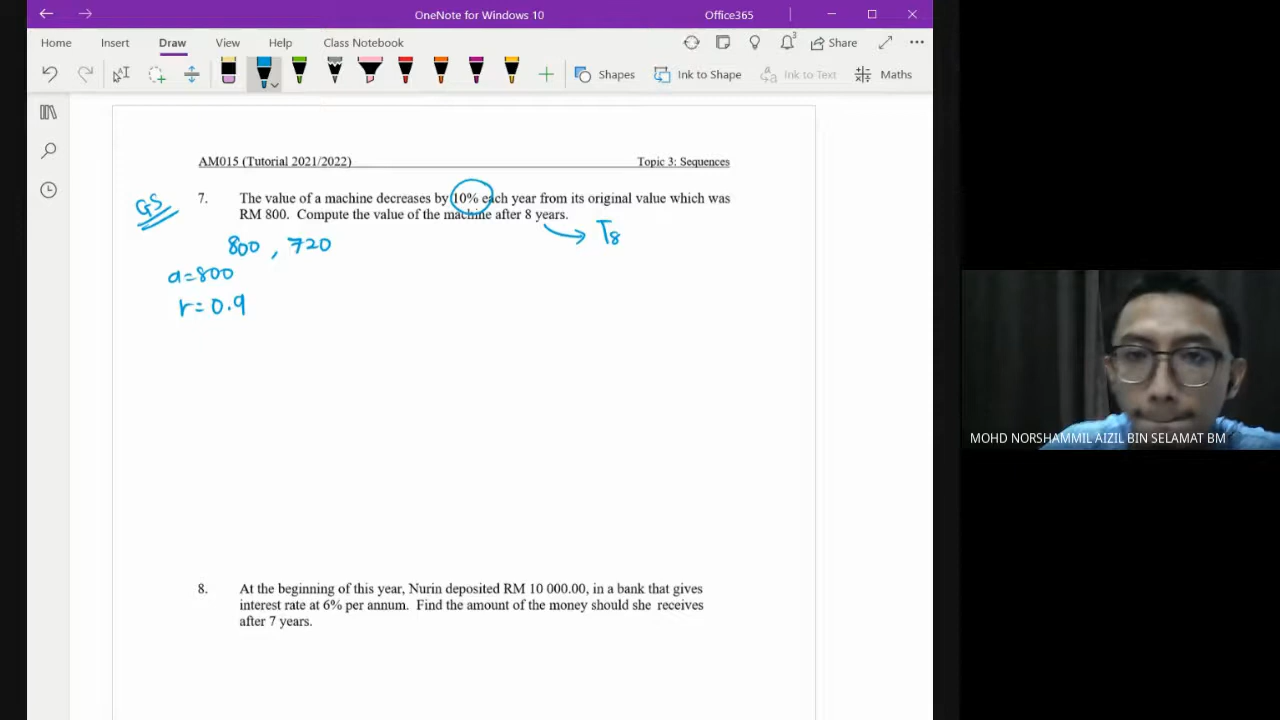 OneNote for Windows 10
Office365
Home Insert Draw View Help Class Notebook
3
Share
Shapes Ink to Shape Ink to Text Maths
AM015 (Tutorial 2021/2022) Topic 3: Sequences
GS
7. The value of a machine decreases by 10% each year from its original value which was
RM 800. Compute the value of the machine after 8 years.
T8
800 , 720
a=800
r=0.9
8. At the beginning of this year, Nurin deposited RM 10 000.00, in a bank that gives
interest rate at 6% per annum. Find the amount of the money should she receives
after 7 years.
MOHD NORSHAMMIL AIZIL BIN SELAMAT BM